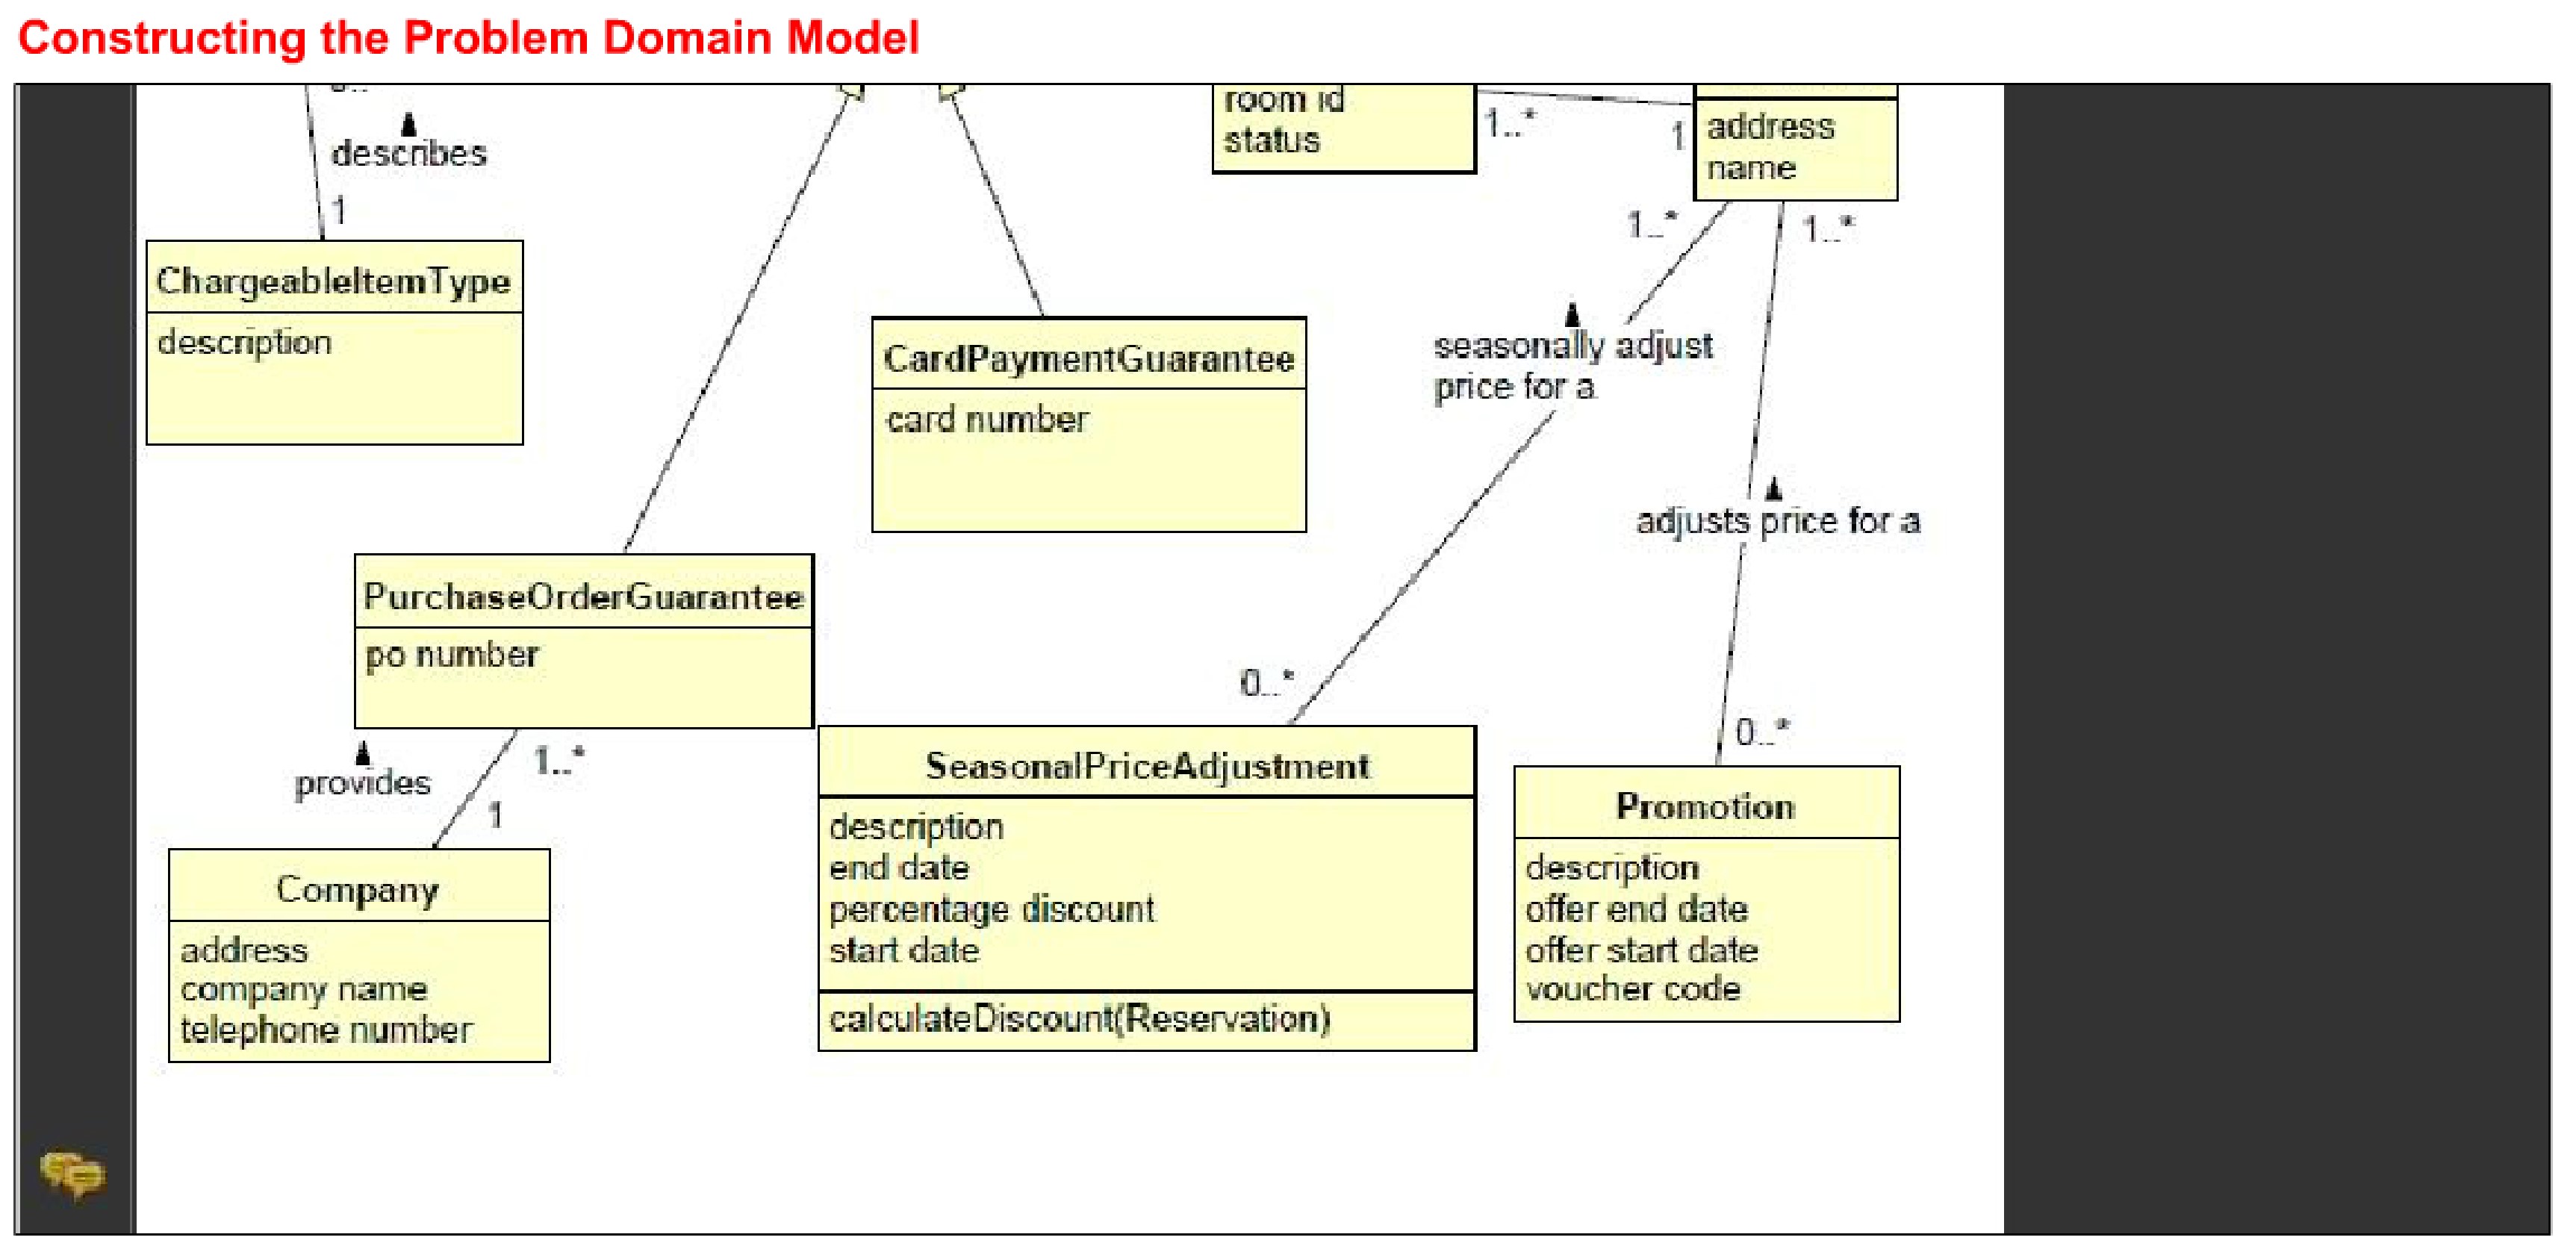 Constructing the Problem Domain Model
room id
status
1..*
1
address
name
describes
1
1..*
1..*
ChargeableItemType
description
CardPaymentGuarantee
card number
seasonally adjust
price for a
adjusts price for a
PurchaseOrderGuarantee
po number
0..*
0..*
provides
1..*
1
SeasonalPriceAdjustment
description
end date
percentage discount
start date
calculateDiscount(Reservation)
Promotion
description
offer end date
offer start date
voucher code
Company
address
company name
telephone number